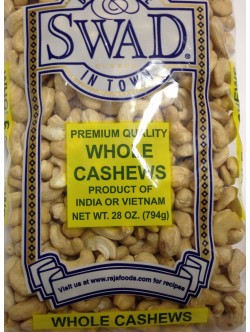 &
SWAD
IN TOWN
PREMIUM QUALITY
WHOLE
CASHEWS
PRODUCT OF
INDIA OR VIETNAM
NET WT. 28 OZ. (794g)
Visit us at www.rajafoods.com for recipes
WHOLE CASHEWS